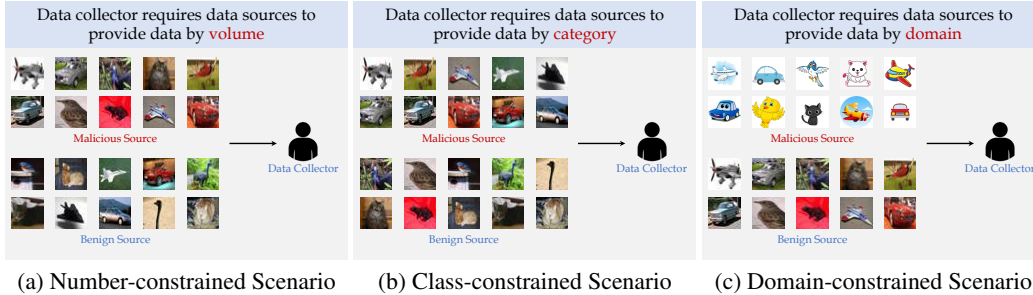 Data collector requires data sources to
provide data by volume
Malicious Source
Data Collector
Benign Source
(a) Number-constrained Scenario
Data collector requires data sources to
provide data by category
Malicious Source
Data Collector
Benign Source
(b) Class-constrained Scenario
Data collector requires data sources to
provide data by domain
Malicious Source
Data Collector
Benign Source
(c) Domain-constrained Scenario